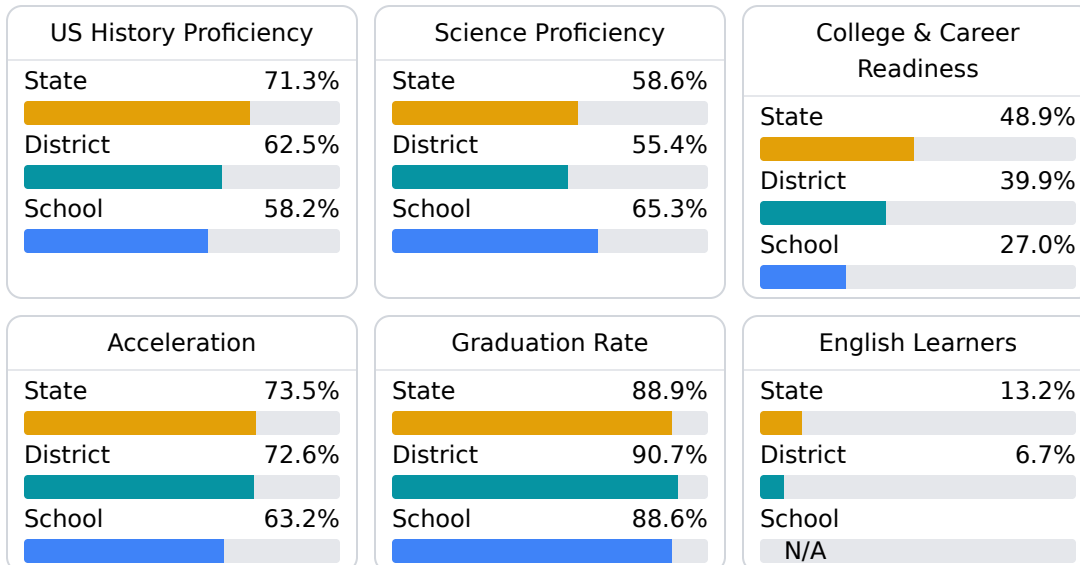 US History Proficiency
State 71.3%
District 62.5%
School 58.2%
Science Proficiency
State 58.6%
District 55.4%
School 65.3%
College & Career
Readiness
State 48.9%
District 39.9%
School 27.0%
Acceleration
State 73.5%
District 72.6%
School 63.2%
Graduation Rate
State 88.9%
District 90.7%
School 88.6%
English Learners
State 13.2%
District 6.7%
School
N/A